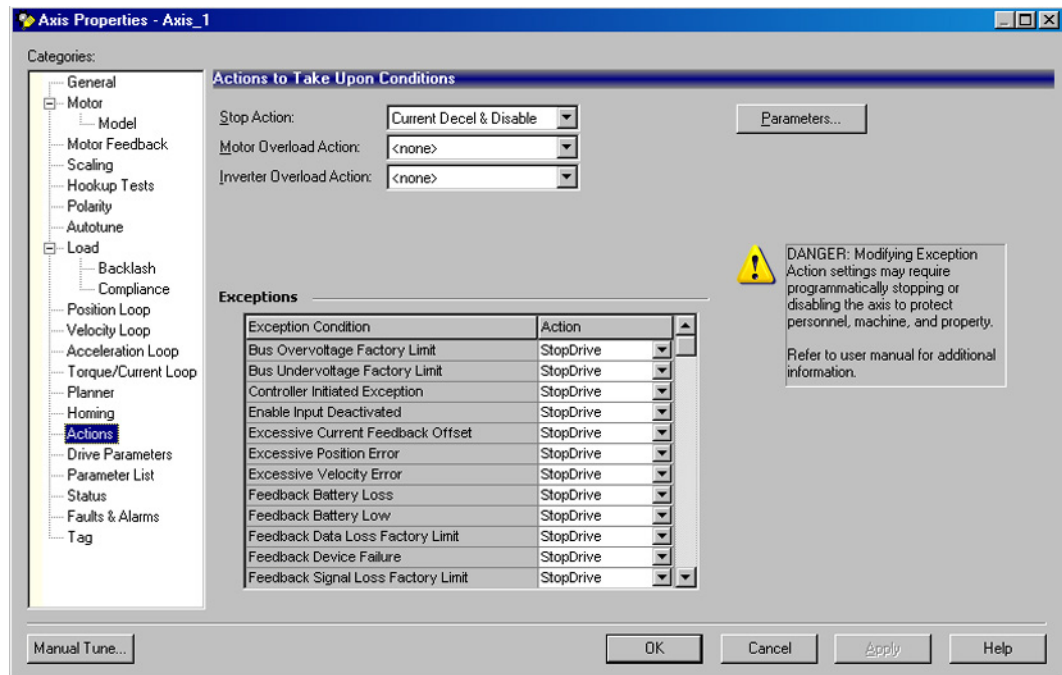 Axis Properties - Axis_1
Categories:
General
Motor
Model
Motor Feedback
Scaling
Hookup Tests
Polarity
Autotune
Load
Backlash
Compliance
Position Loop
Velocity Loop
Acceleration Loop
Torque/Current Loop
Planner
Homing
Actions
Drive Parameters
Parameter List
Status
Faults & Alarms
Tag
Actions to Take Upon Conditions
Stop Action: Current Decel & Disable
Motor Overload Action: <none>
Inverter Overload Action: <none>
Parameters...
DANGER: Modifying Exception
Action settings may require
programmatically stopping or
disabling the axis to protect
personnel, machine, and property.
Refer to user manual for additional
information.
Exceptions
Exception Condition Action
Bus Overvoltage Factory Limit StopDrive
Bus Undervoltage Factory Limit StopDrive
Controller Initiated Exception StopDrive
Enable Input Deactivated StopDrive
Excessive Current Feedback Offset StopDrive
Excessive Position Error StopDrive
Excessive Velocity Error StopDrive
Feedback Battery Loss StopDrive
Feedback Battery Low StopDrive
Feedback Data Loss Factory Limit StopDrive
Feedback Device Failure StopDrive
Feedback Signal Loss Factory Limit StopDrive
Manual Tune... OK Cancel Apply Help